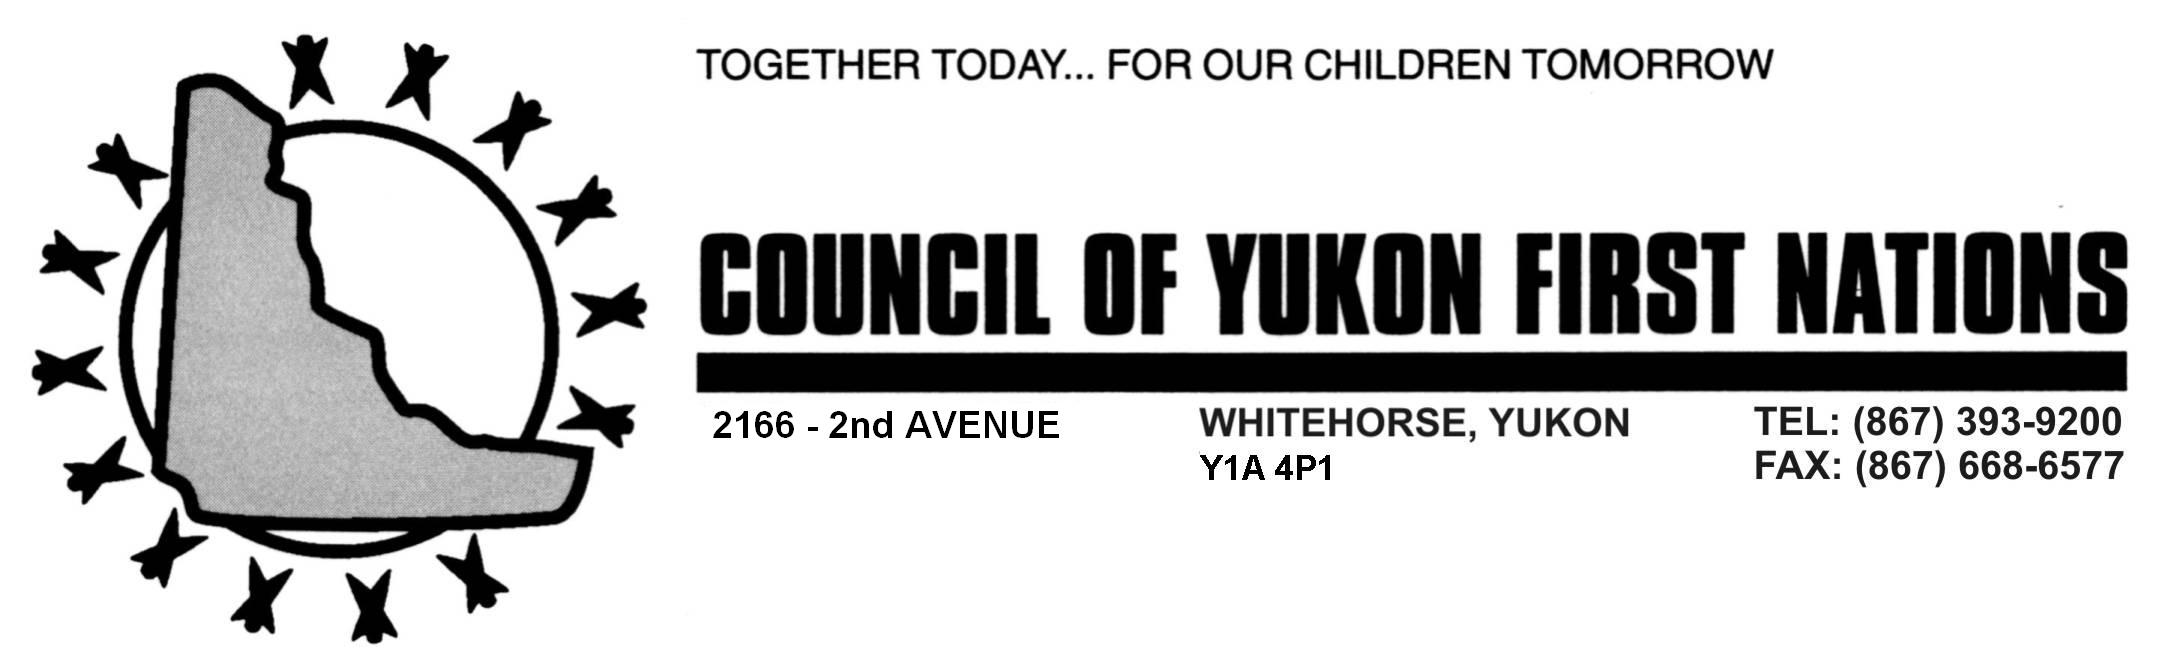 TOGETHER TODAY... FOR OUR CHILDREN TOMORROW
COUNCIL OF YUKON FIRST NATIONS
2166 - 2nd AVENUE
WHITEHORSE, YUKON
Y1A 4P1
TEL: (867) 393-9200
FAX: (867) 668-6577